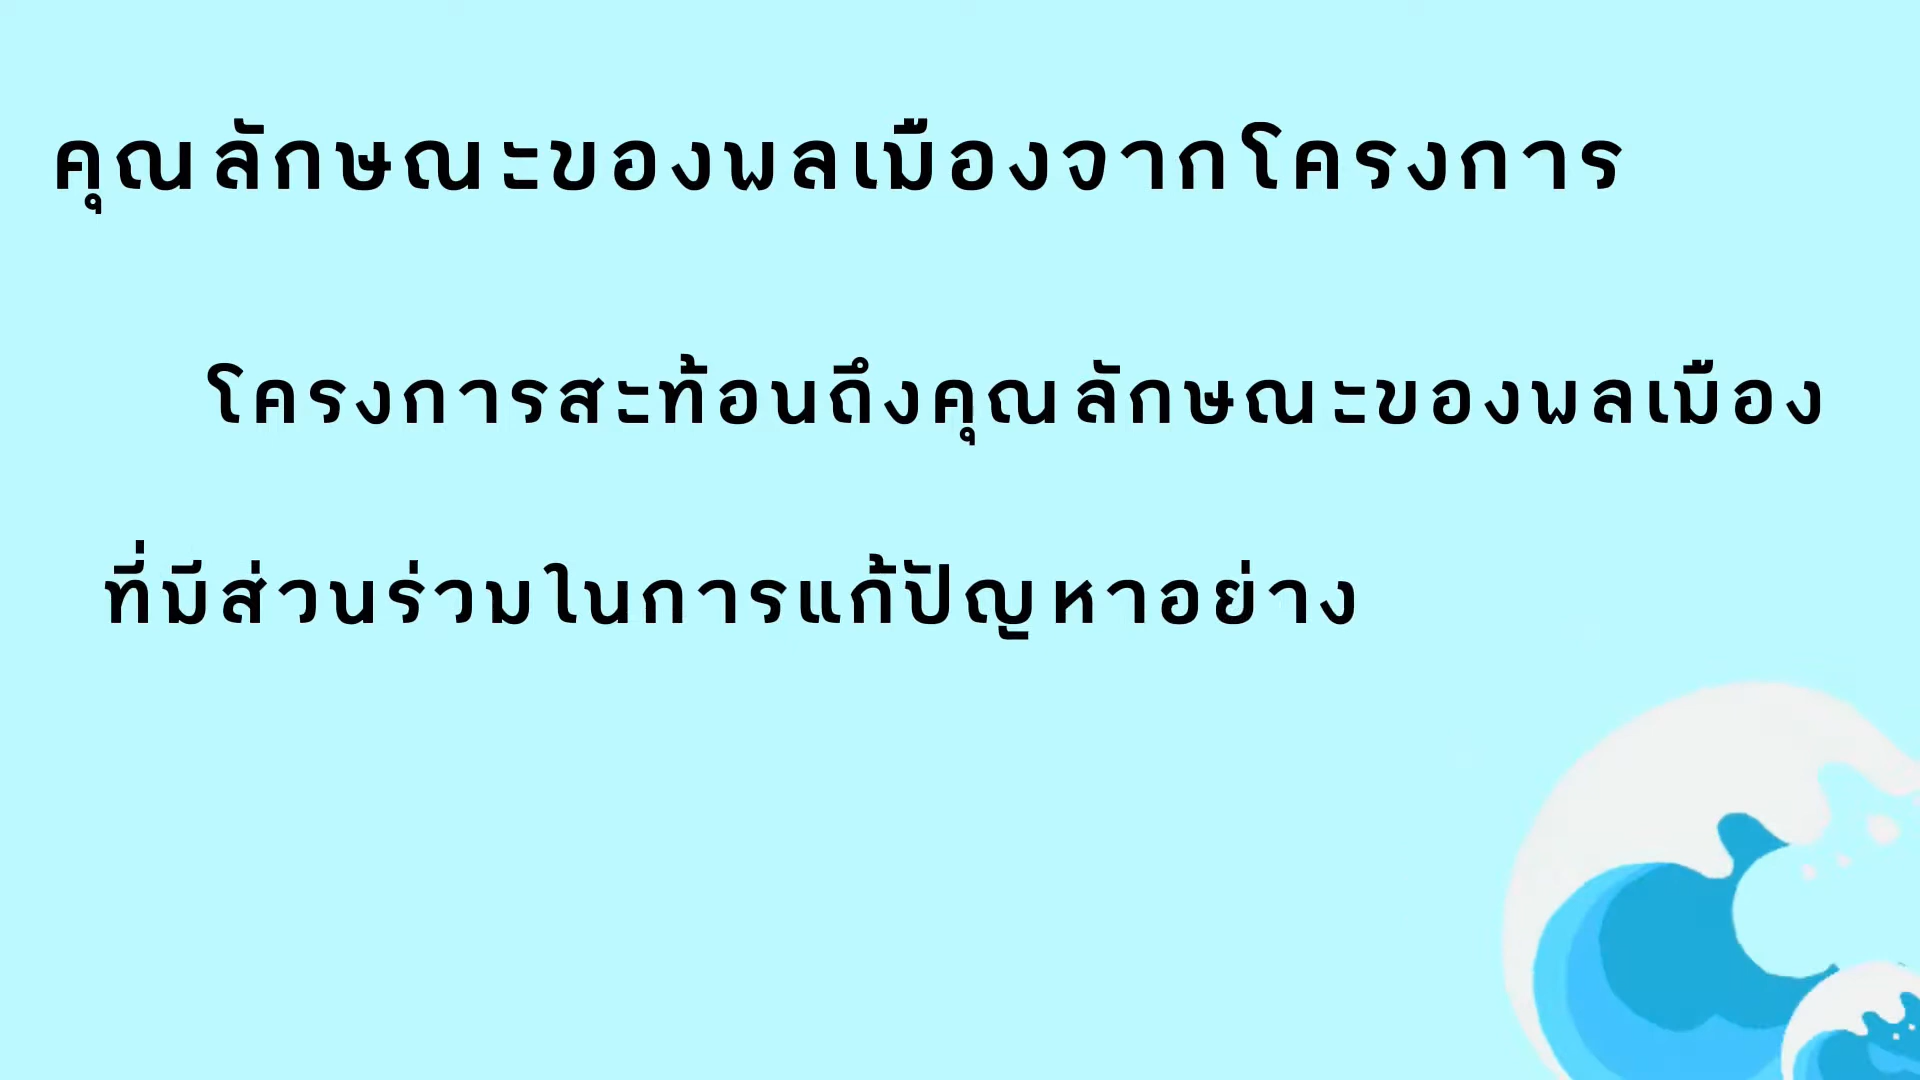 คุณลักษณะของพลเมืองจากโครงการ
โครงการสะท้อนถึงคุณลักษณะของพลเมือง
ที่มีส่วนร่วมในการแก้ปัญหาอย่าง